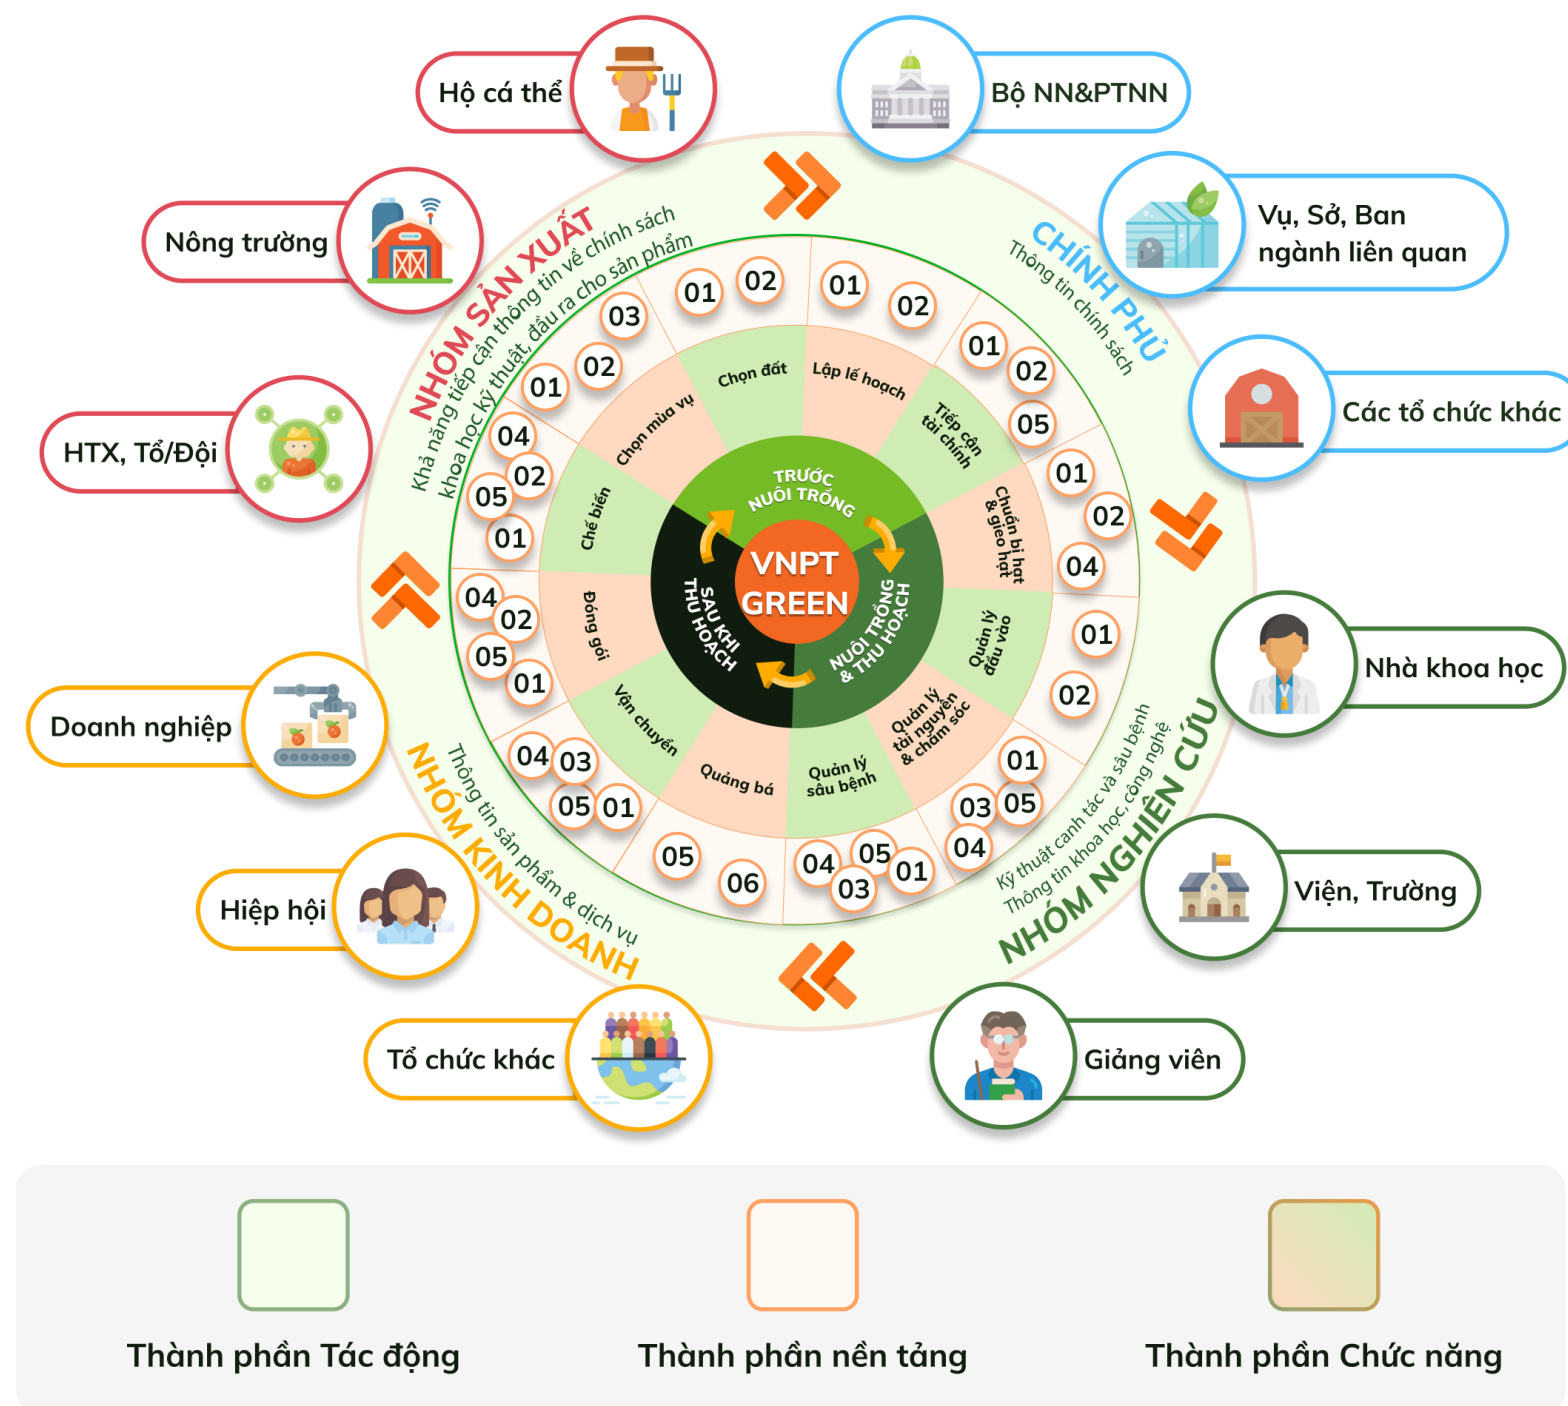 Hộ cá thể
Bộ NN&PTNN
Nông trường
Vụ, Sở, Ban
ngành liên quan
HTX, Tổ/Đội
Các tổ chức khác
Doanh nghiệp
Nhà khoa học
Hiệp hội
Viện, Trường
Tổ chức khác
Giảng viên
NHÓM SẢN XUẤT
Khả năng tiếp cận thông tin về chính sách
khoa học kỹ thuật, đầu ra cho sản phẩm
CHÍNH PHỦ
Thông tin chính sách
NHÓM NGHIÊN CỨU
Kỹ thuật canh tác và sâu bệnh
Thông tin khoa học, công nghệ
NHÓM KINH DOANH
Thông tin sản phẩm & dịch vụ
Chọn đất
01
02
Lập lế hoạch
01
02
Tiếp cận
tài chính
01
02
05
Chuẩn bị hạt
& gieo hạt
01
02
04
Quản lý
đầu vào
01
02
Quản lý
tài nguyên
& chăm sóc
01
03
05
04
Quản lý
sâu bệnh
04
05
03
01
Quảng bá
05
06
Vận chuyển
04
03
05
01
Đóng gói
04
02
05
01
Chế biến
04
02
05
01
Chọn mùa vụ
01
02
03
TRƯỚC
NUÔI TRỒNG
NUÔI TRỒNG
& THU HOẠCH
SAU KHI
THU HOẠCH
VNPT
GREEN
Thành phần Tác động
Thành phần nền tảng
Thành phần Chức năng